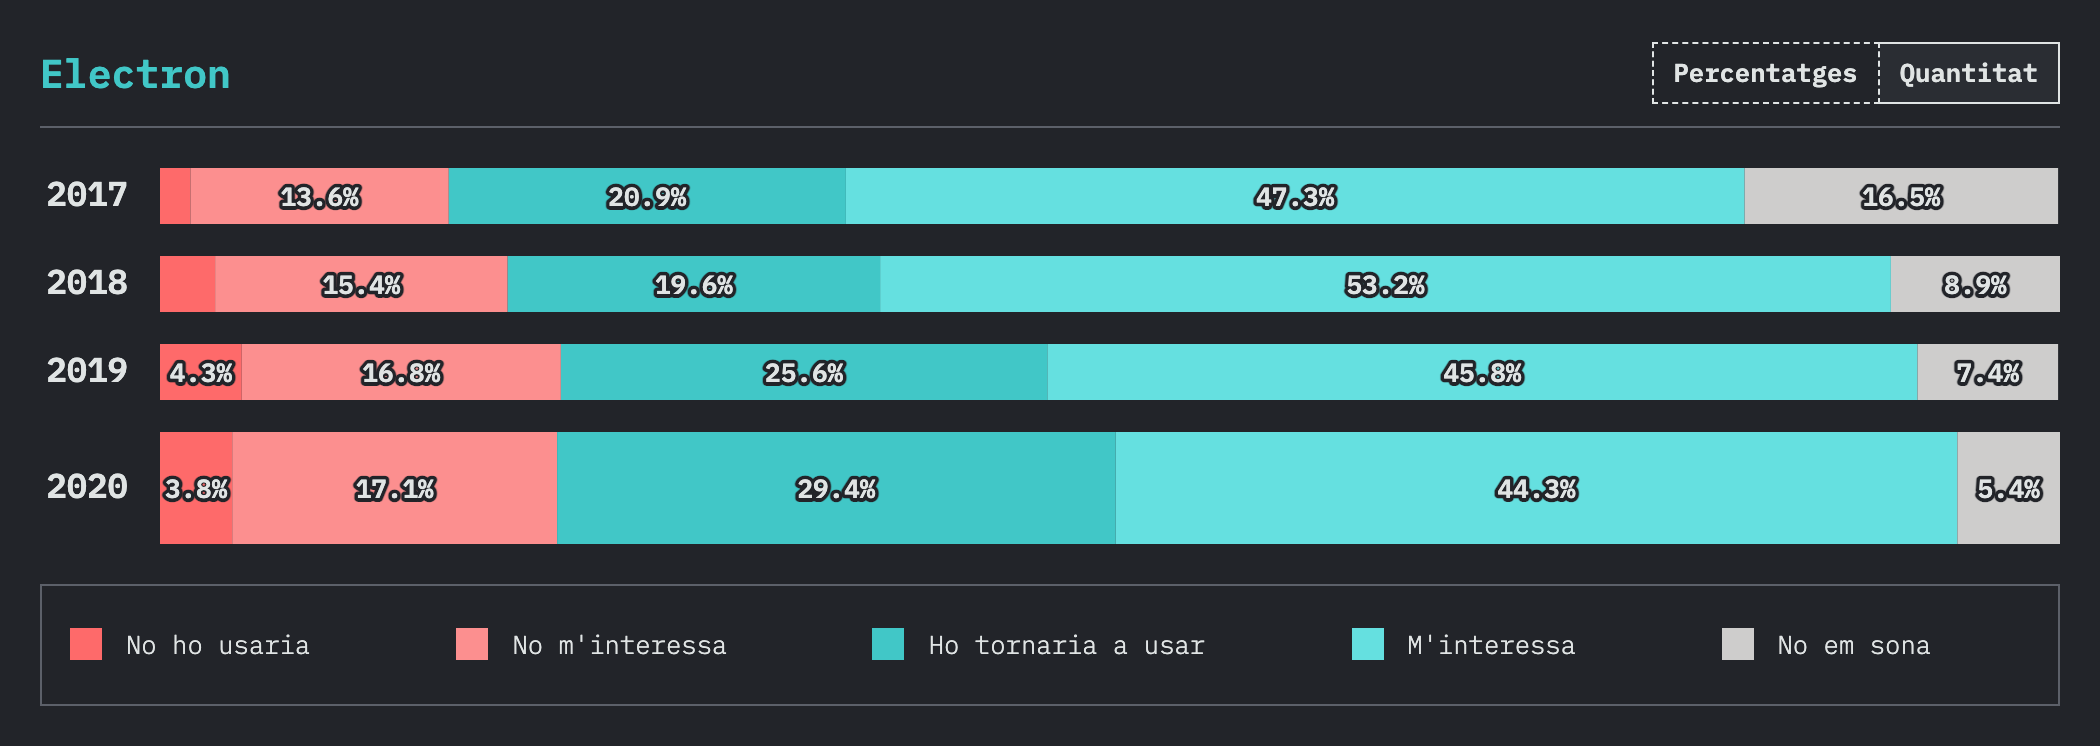 Electron
Percentatges Quantitat
2017 13.6% 20.9% 47.3% 16.5%
2018 15.4% 19.6% 53.2% 8.9%
2019 4.3% 16.8% 25.6% 45.8% 7.4%
2020 3.8% 17.1% 29.4% 44.3% 5.4%
No ho usaria No m'interessa Ho tornaria a usar M'interessa No em sona